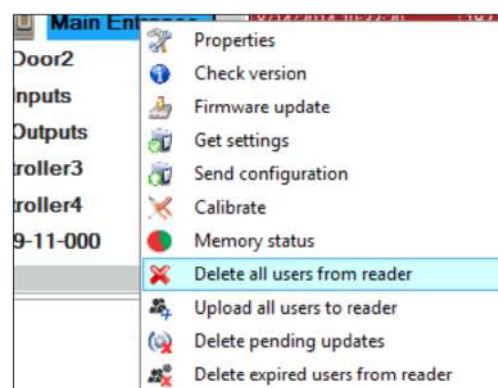 Main En
Properties
Door2
Check version
nputs
Firmware update
Outputs
Get settings
troller3
Send configuration
troller4
Calibrate
9-11-000
Memory status
Delete all users from reader
Upload all users to reader
Delete pending updates
Delete expired users from reader